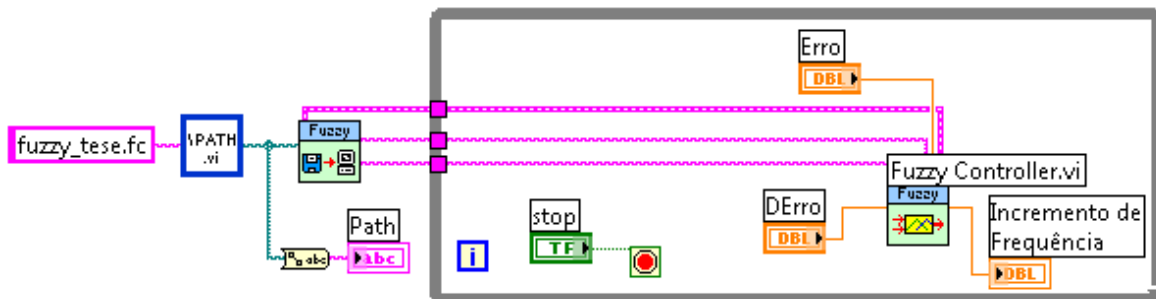 Erro
DBL
fuzzy_tese.fc
\PATH
.vi
Fuzzy
Fuzzy Controller.vi
Fuzzy
Path
abc
abc
stop
TF
i
DErro
DBL
Incremento de
Frequência
DBL